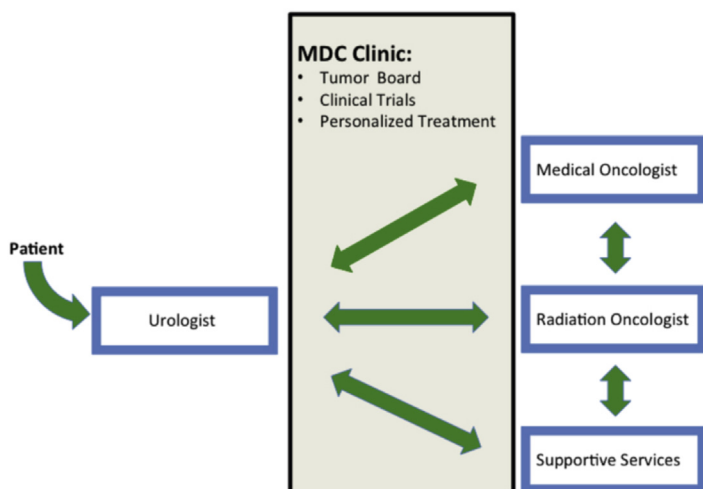 MDC Clinic:
• Tumor Board
• Clinical Trials
• Personalized Treatment
Medical Oncologist
Patient
Urologist
Radiation Oncologist
Supportive Services